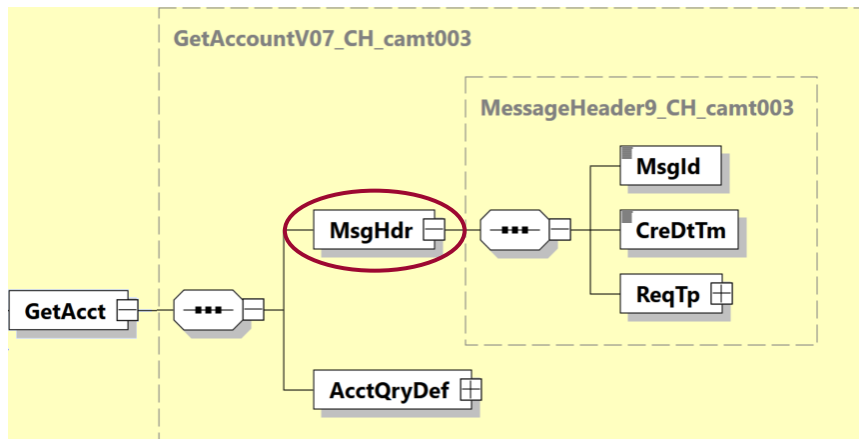 GetAccountV07_CH_camt003
MessageHeader9_CH_camt003
MsgId
MsgHdr
CreDtTm
ReqTp
GetAcct
AcctQryDef